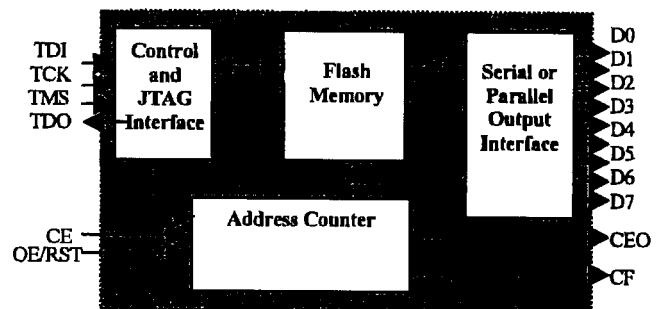 TDI
TCK
TMS
TDO
Control
and
JTAG
Interface
Flash
Memory
Serial or
Parallel
Output
Interface
D0
D1
D2
D3
D4
D5
D6
D7
Address Counter
CE
OE/RST
CEO
CF